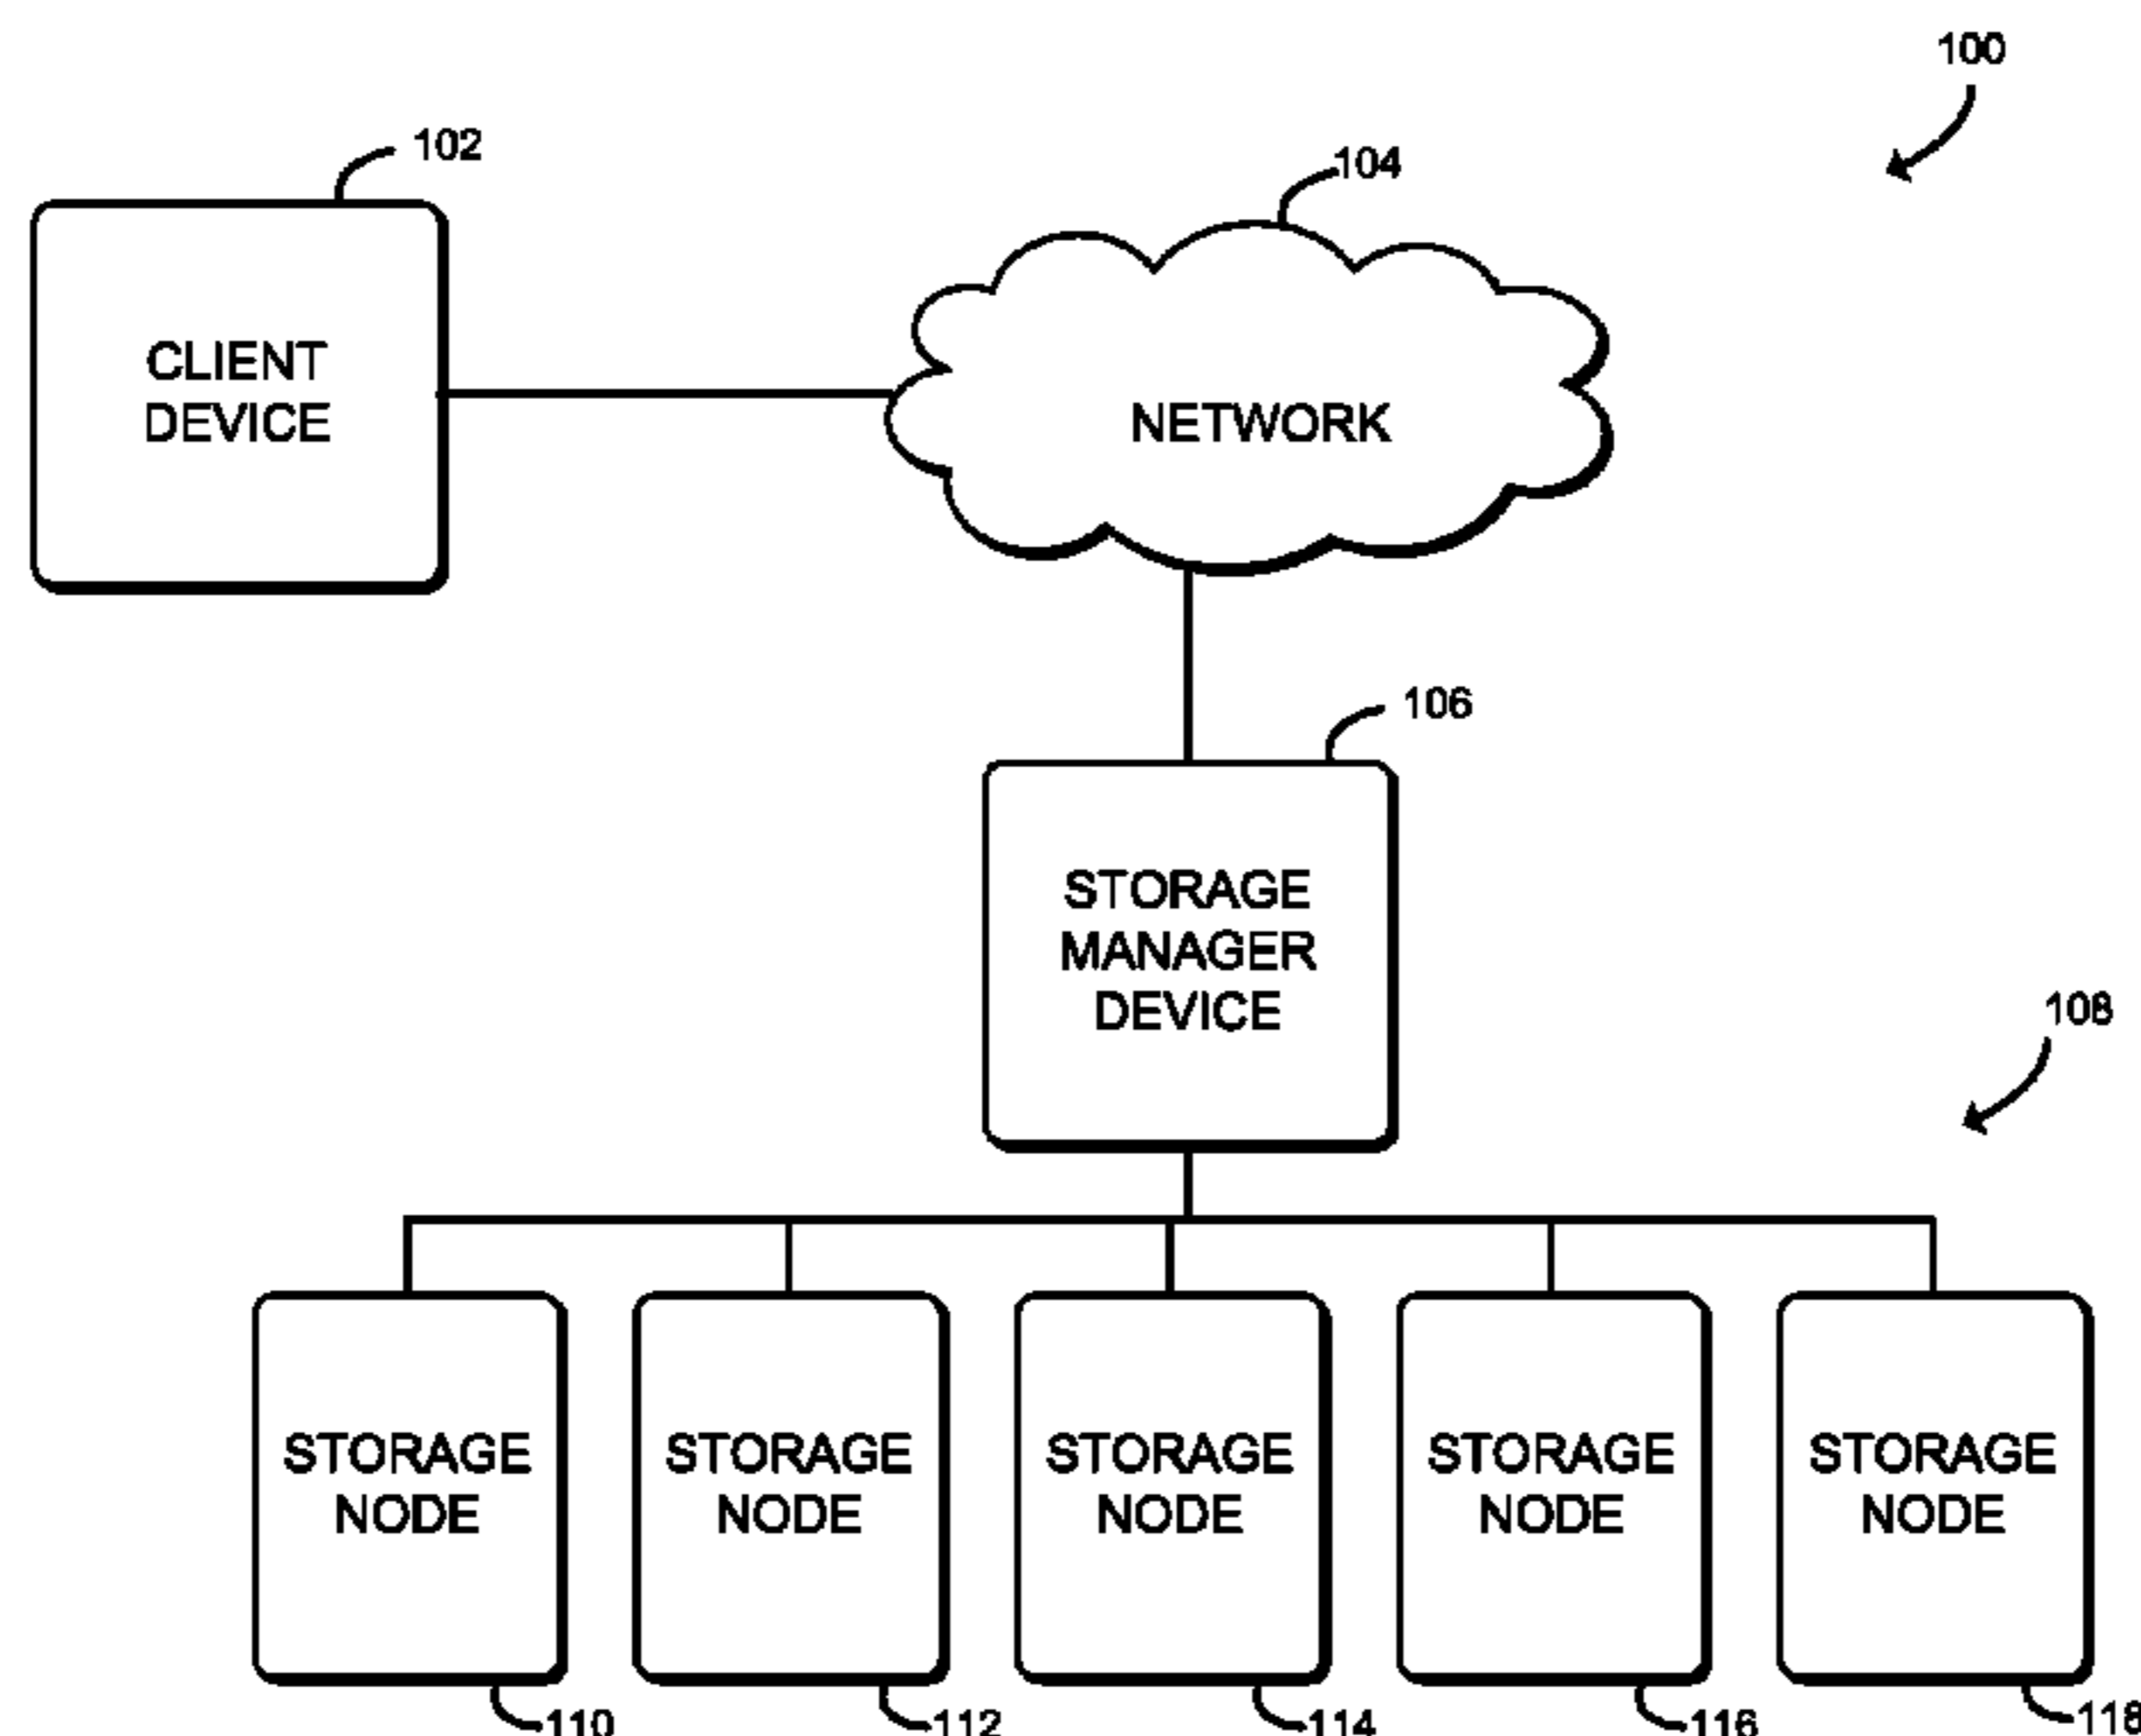 100
102
104
CLIENT
DEVICE
NETWORK
106
STORAGE
MANAGER
DEVICE
108
STORAGE
NODE
STORAGE
NODE
STORAGE
NODE
STORAGE
NODE
STORAGE
NODE
110
112
114
116
118